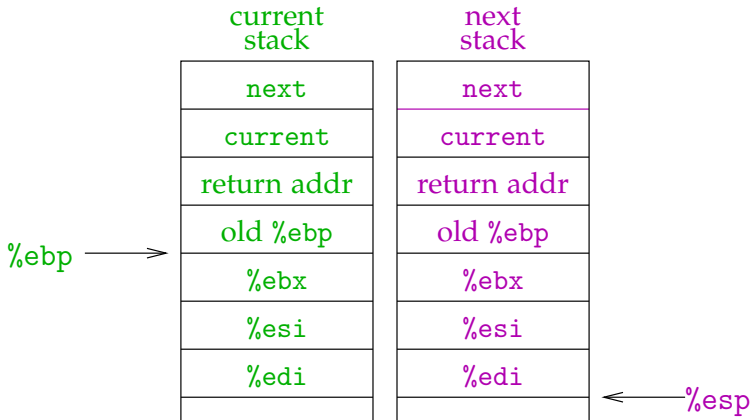 current
stack
next
current
return addr
old %ebp
%ebx
%esi
%edi
next
stack
next
current
return addr
old %ebp
%ebx
%esi
%edi
%ebp
%esp